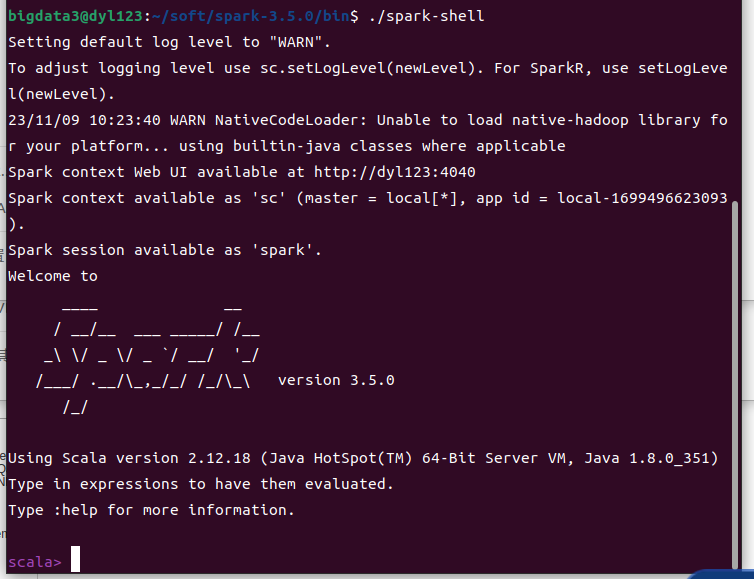 bigdata3@dyl123:~/soft/spark-3.5.0/bin$ ./spark-shell
Setting default log level to "WARN".
To adjust logging level use sc.setLogLevel(newLevel). For SparkR, use setLogLeve
l(newLevel).
23/11/09 10:23:40 WARN NativeCodeLoader: Unable to load native-hadoop library fo
r your platform... using builtin-java classes where applicable
Spark context Web UI available at http://dyl123:4040
Spark context available as 'sc' (master = local[*], app id = local-1699496623093
).
Spark session available as 'spark'.
Welcome to
      ____              __
     / __/__  ___ _____/ /__
    _\ \/ _ \/ _ `/ __/  '_/
   /___/ .__/\_,_/_/ /_/\_\   version 3.5.0
      /_/
Using Scala version 2.12.18 (Java HotSpot(TM) 64-Bit Server VM, Java 1.8.0_351)
Type in expressions to have them evaluated.
Type :help for more information.
scala>